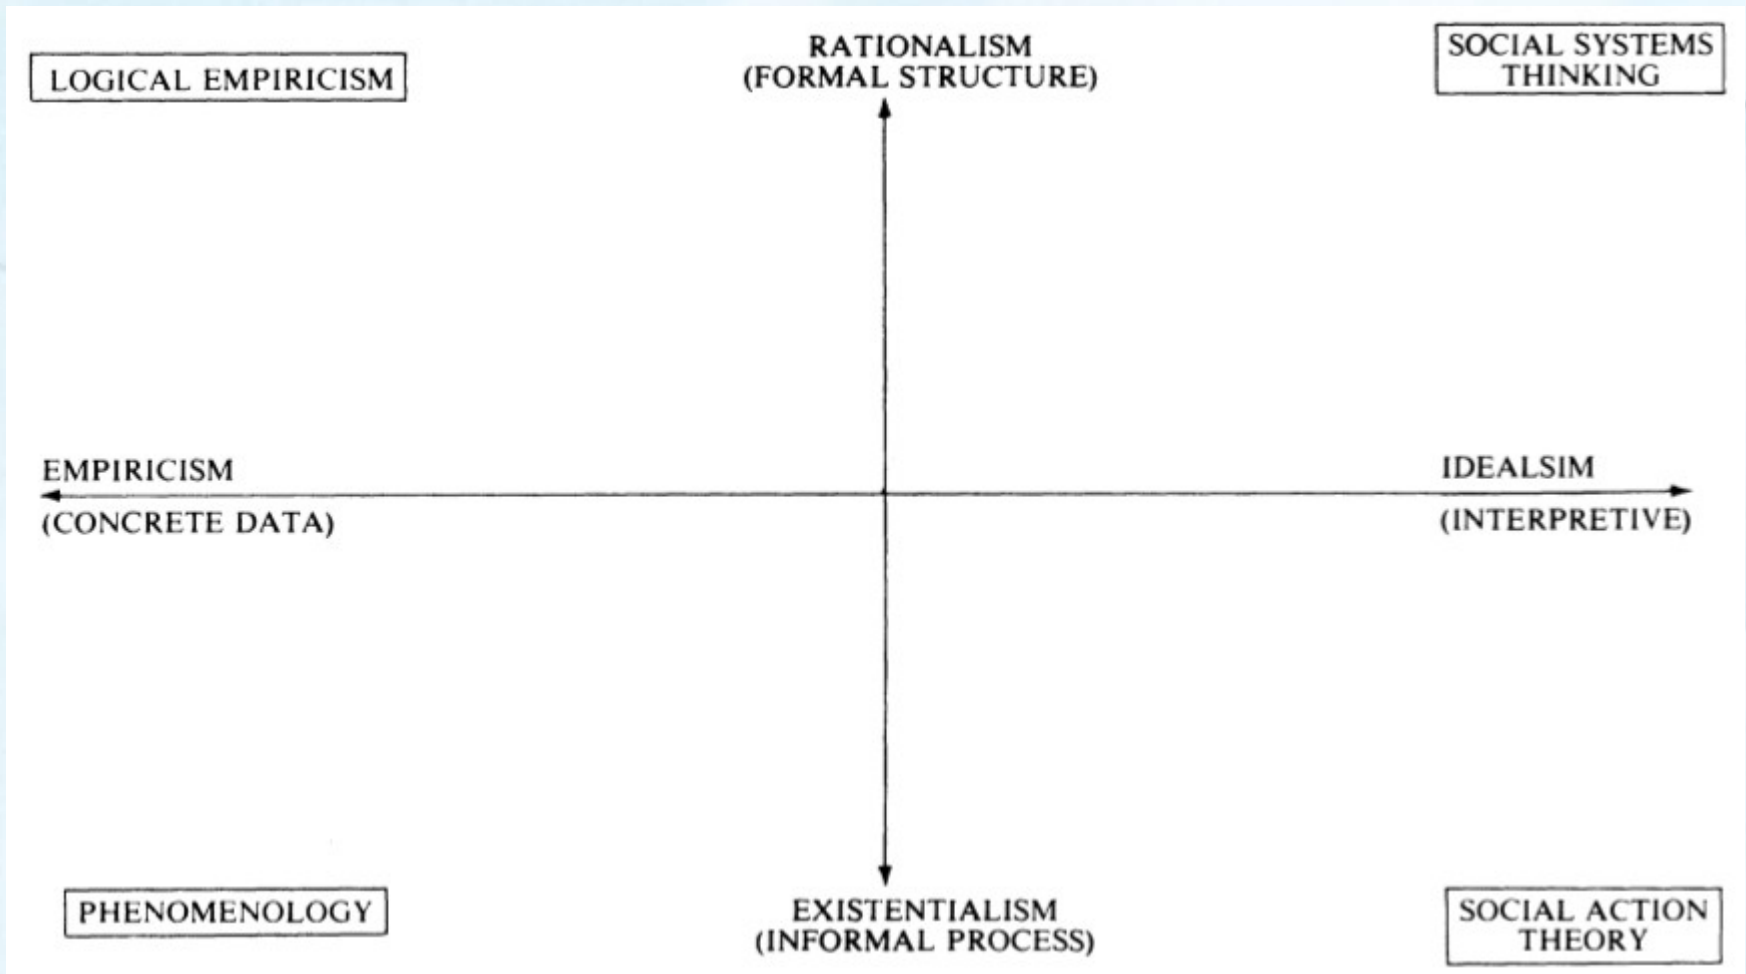 LOGICAL EMPIRICISM
RATIONALISM
(FORMAL STRUCTURE)
SOCIAL SYSTEMS
THINKING
EMPIRICISM
(CONCRETE DATA)
IDEALSIM
(INTERPRETIVE)
PHENOMENOLOGY
EXISTENTIALISM
(INFORMAL PROCESS)
SOCIAL ACTION
THEORY